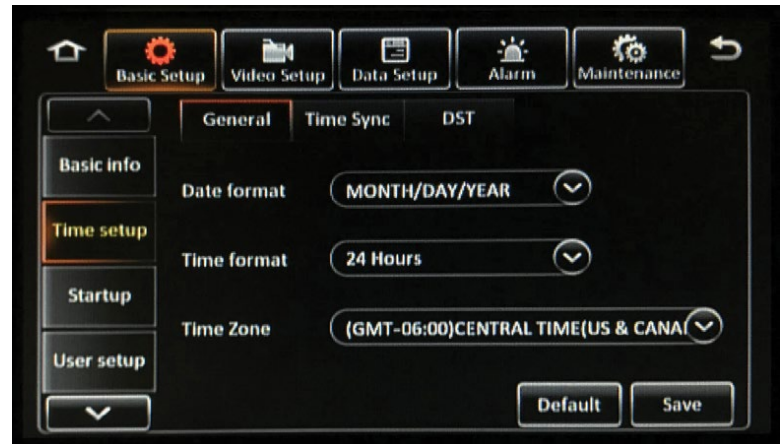 Basic Setup Video Setup Data Setup Alarm Maintenance
General Time Sync DST
Basic info
Date format MONTH/DAY/YEAR
Time setup
Time format 24 Hours
Startup
Time Zone (GMT-06:00)CENTRAL TIME(US & CANA
User setup
Default Save